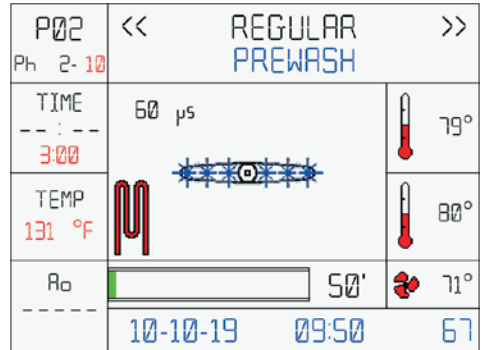 P02
Ph 2- 10
<< REGULAR >>
PREWASH
TIME
-- : --
3:00
60 µs
79°
TEMP
131 °F
80°
Ao
-----
50'
71°
10-10-19 09:50 67